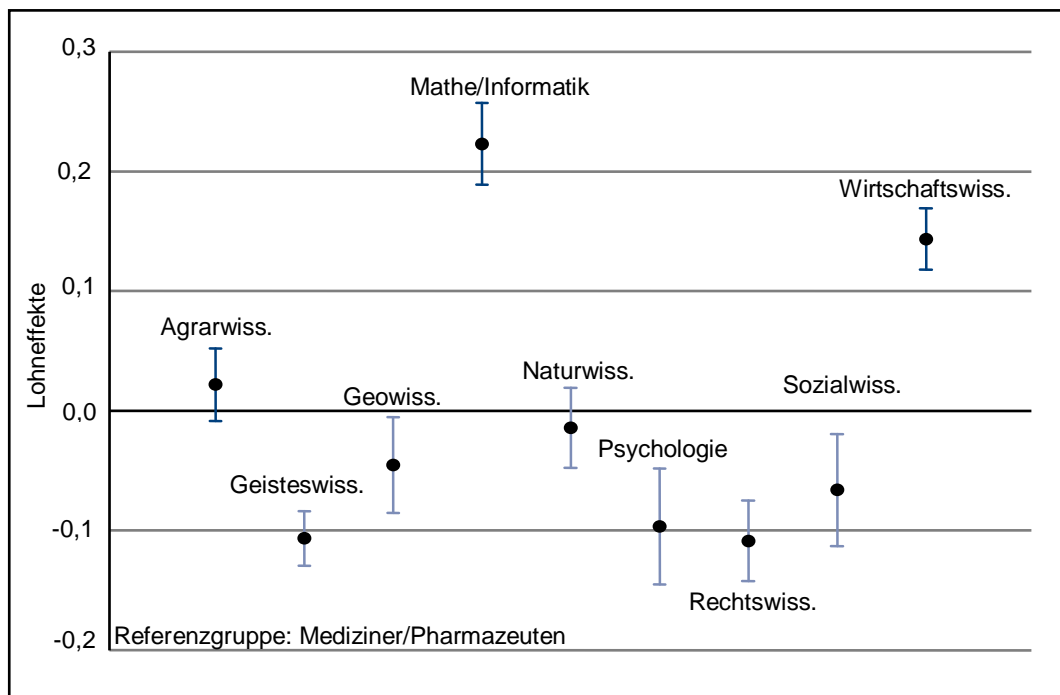 0,3
Mathe/Informatik
0,2
Wirtschaftswiss.
0,1
Agrarwiss.
Naturwiss.
Sozialwiss.
Geowiss.
0,0
Psychologie
Geisteswiss.
-0,1
Rechtswiss.
Referenzgruppe: Mediziner/Pharmazeuten
-0,2
Lohneffekte